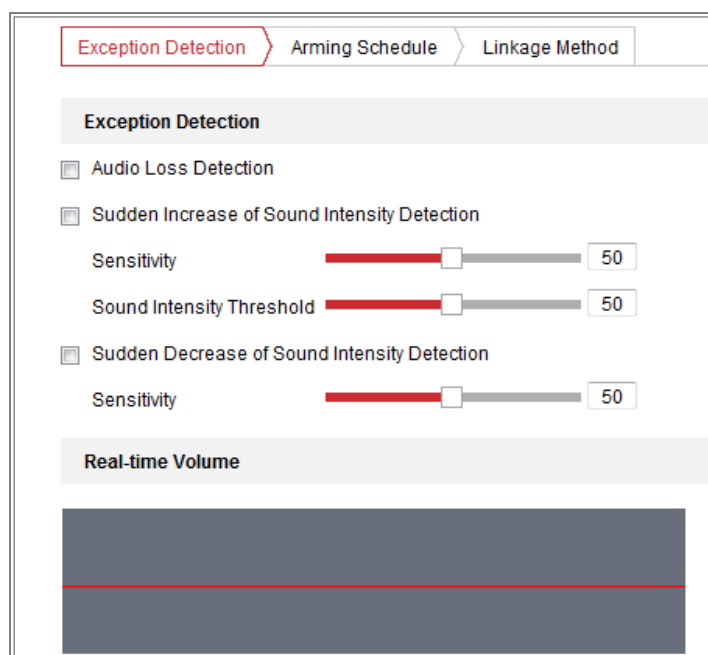 Exception Detection Arming Schedule Linkage Method
Exception Detection
Audio Loss Detection
Sudden Increase of Sound Intensity Detection
Sensitivity 50
Sound Intensity Threshold 50
Sudden Decrease of Sound Intensity Detection
Sensitivity 50
Real-time Volume